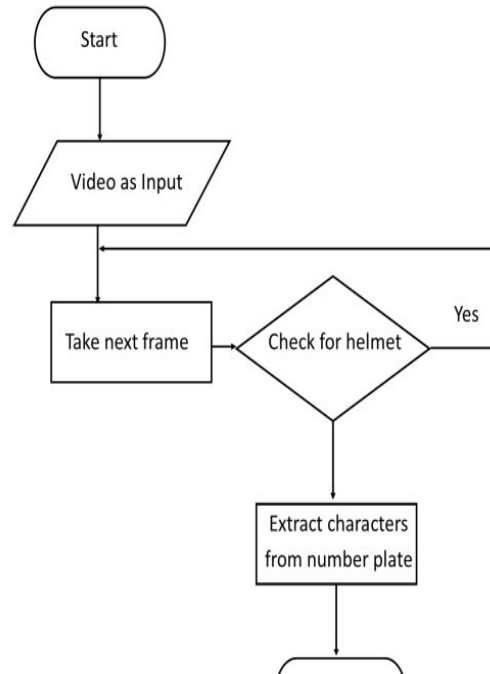 Start
Video as Input
Yes
Take next frame
Check for helmet
Extract characters
from number plate